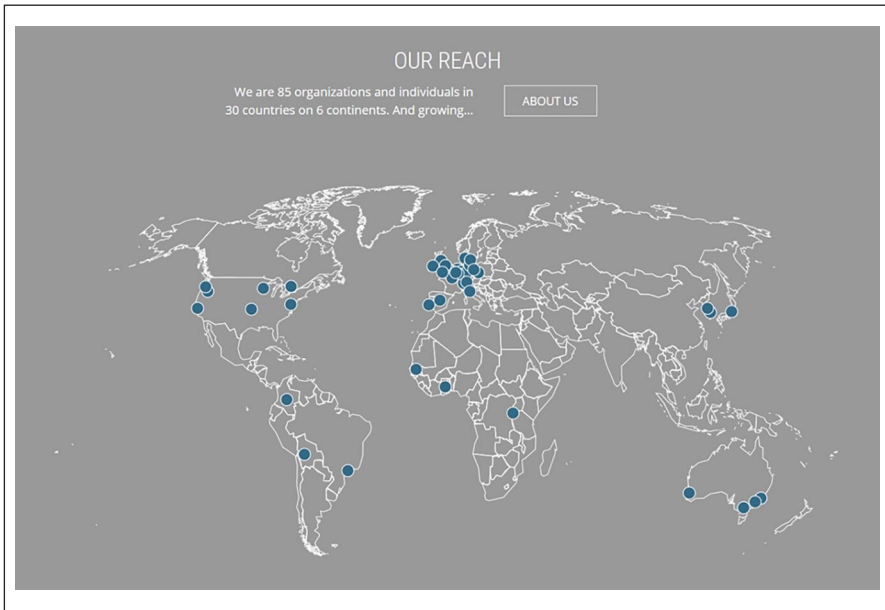 OUR REACH
We are 85 organizations and individuals in
30 countries on 6 continents. And growing...
ABOUT US